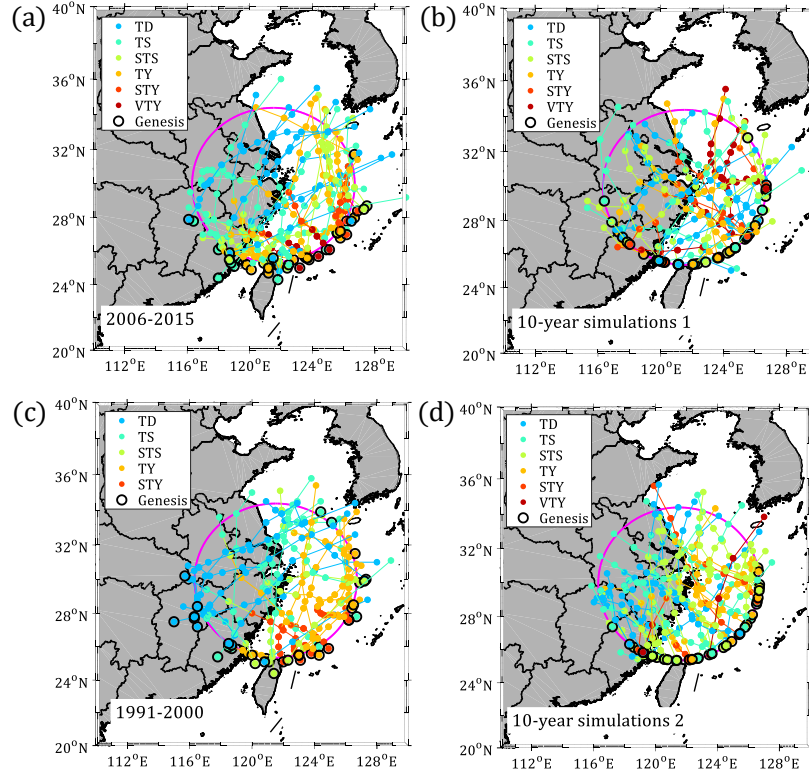 (a)
TD
TS
STS
TY
STY
VTY
Genesis
40°N
36°N
32°N
28°N
24°N
20°N
2006-2015
112°E 116°E 120°E 124°E 128°E
(b)
TD
TS
STS
TY
STY
VTY
Genesis
40°N
36°N
32°N
28°N
24°N
20°N
10-year simulations 1
112°E 116°E 120°E 124°E 128°E
(c)
TD
TS
STS
TY
STY
Genesis
40°N
36°N
32°N
28°N
24°N
20°N
1991-2000
112°E 116°E 120°E 124°E 128°E
(d)
TD
TS
STS
TY
STY
VTY
Genesis
40°N
36°N
32°N
28°N
24°N
20°N
10-year simulations 2
112°E 116°E 120°E 124°E 128°E